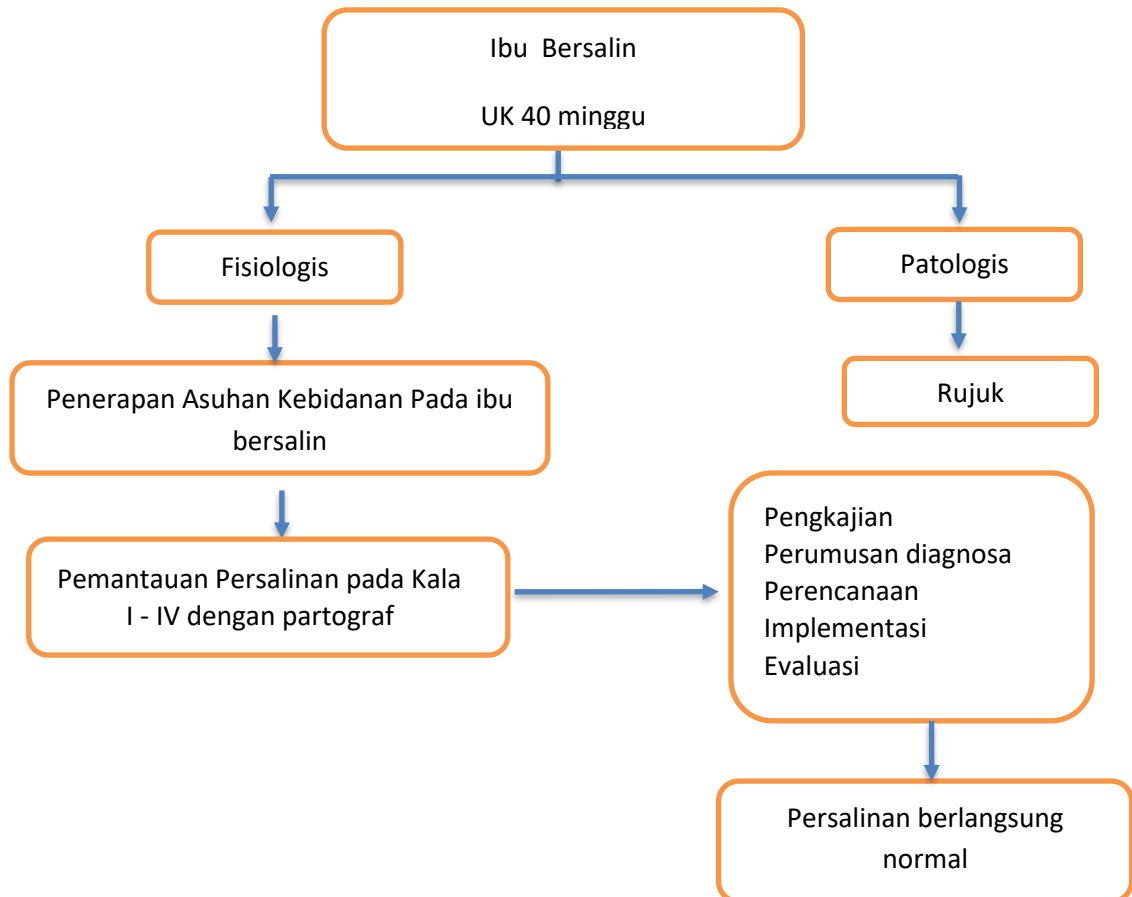 Ibu Bersalin
UK 40 minggu
Fisiologis
Patologis
Penerapan Asuhan Kebidanan Pada ibu
bersalin
Rujuk
Pemantauan Persalinan pada Kala
I - IV dengan partograf
Pengkajian
Perumusan diagnosa
Perencanaan
Implementasi
Evaluasi
Persalinan berlangsung
normal